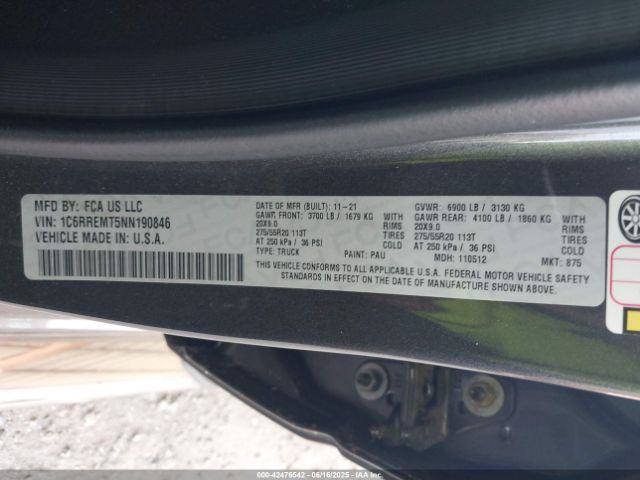 MFD BY: FCA US LLC
VIN: 1C6RREMT5NN190846
VEHICLE MADE IN: U.S.A.
DATE OF MFR (BUILT): 11-21 GVWR: 6900 LB / 3130 KG
GAWR FRONT: 3700 LB / 1679 KG WITH GAWR REAR: 4100 LB / 1860 KG WITH
20X9.0 RIMS 20X9.0 RIMS
275/55R20 113T TIRES 275/55R20 113T TIRES
AT 250 kPa / 36 PSI COLD AT 250 kPa / 36 PSI COLD
TYPE: TRUCK PAINT: PAU MDH: 110512 MKT: 875
THIS VEHICLE CONFORMS TO ALL APPLICABLE U.S.A. FEDERAL MOTOR VEHICLE SAFETY
STANDARDS IN EFFECT ON THE DATE OF MANUFACTURE SHOWN ABOVE.
000-42476542 - 06/16/2025 - IAAI.COM